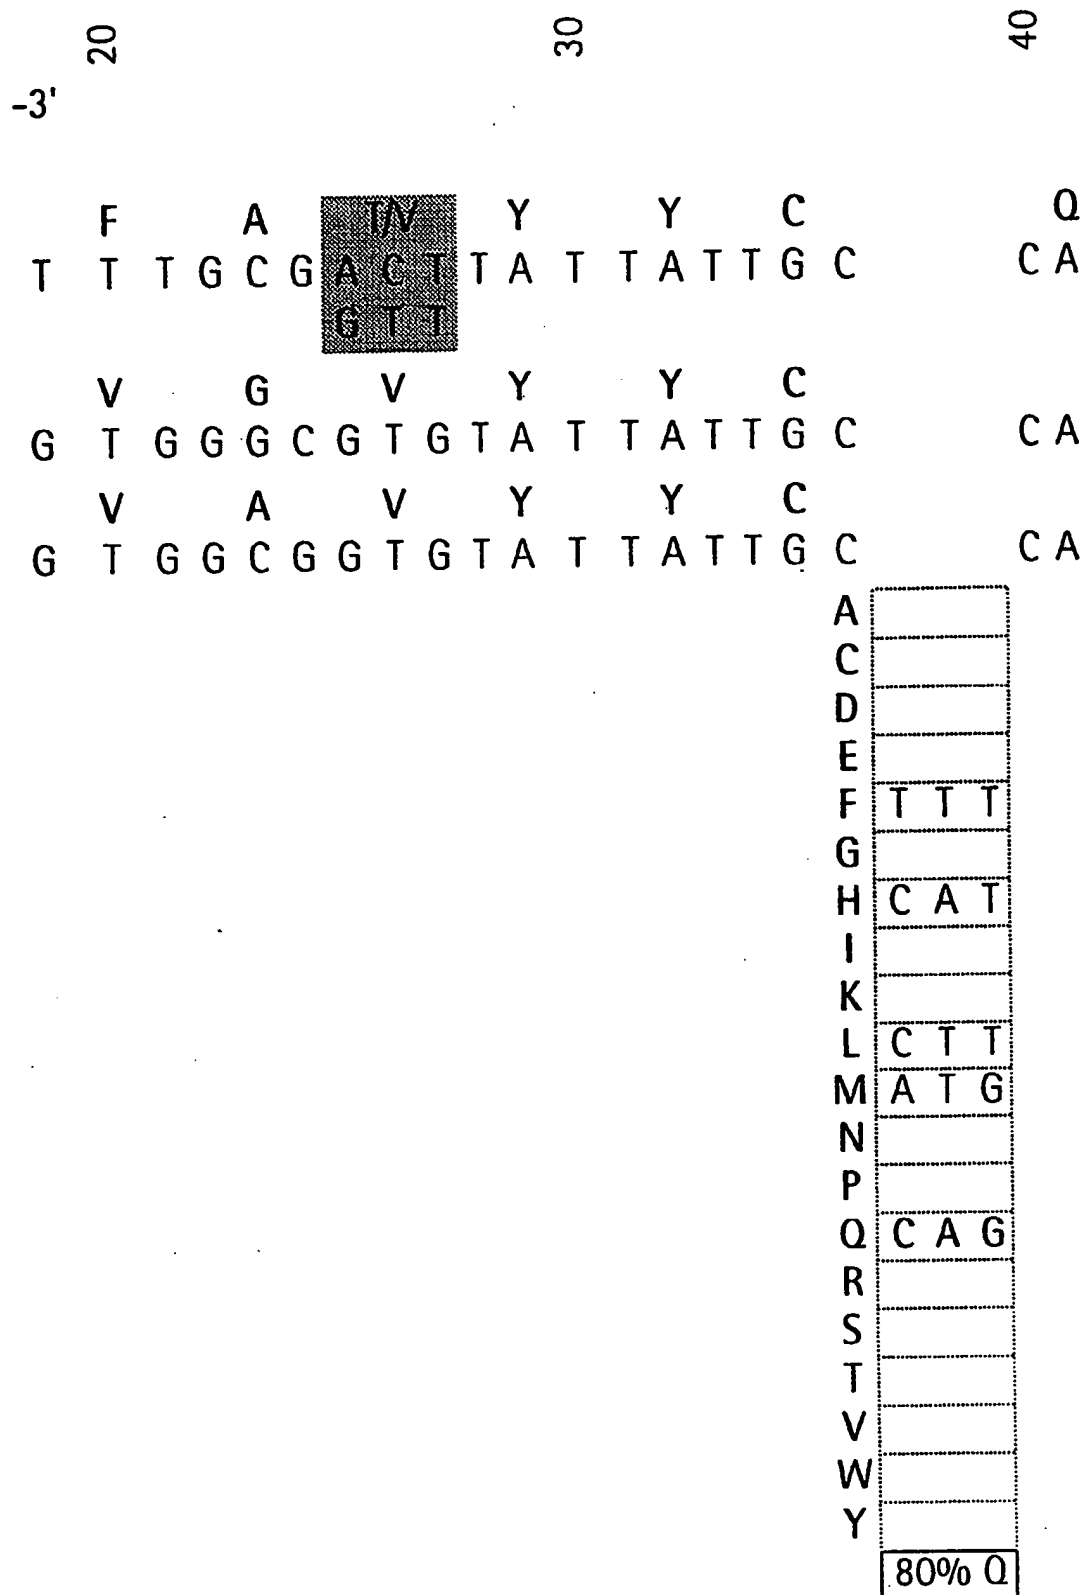 20 30 40
-3'
F A T/V Y Y C Q
T T T G C G A C T T A T T A T T G C C A
G T T
V G V Y Y C
G T G G G C G T G T A T T A T T G C C A
V A V Y Y C
G T G G C G G T G T A T T A T T G C C A
A
C
D
E
F T T T
G
H C A T
I
K
L C T T
M A T G
N
P
Q C A G
R
S
T
V
W
Y
80% Q